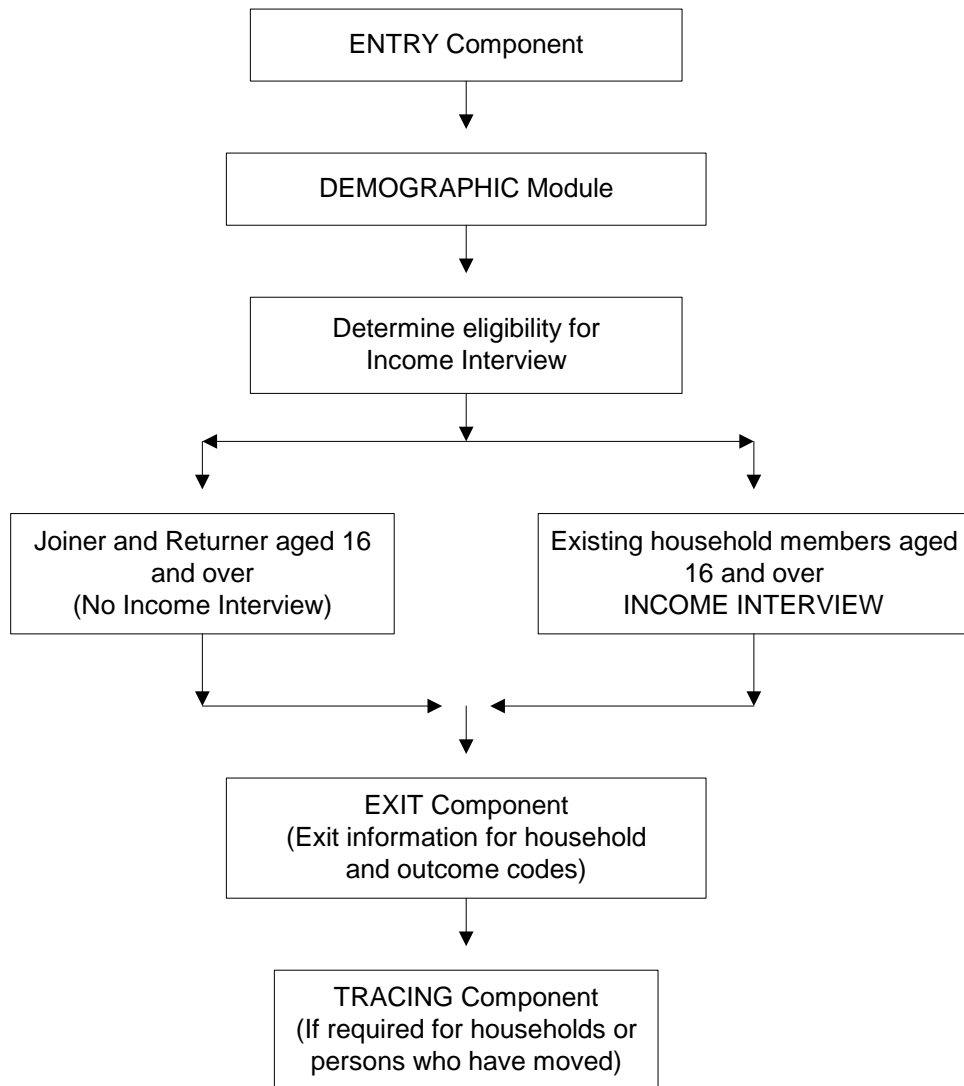 ENTRY Component
DEMOGRAPHIC Module
Determine eligibility for
Income Interview
Joiner and Returner aged 16
and over
(No Income Interview)
Existing household members aged
16 and over
INCOME INTERVIEW
EXIT Component
(Exit information for household
and outcome codes)
TRACING Component
(If required for households or
persons who have moved)